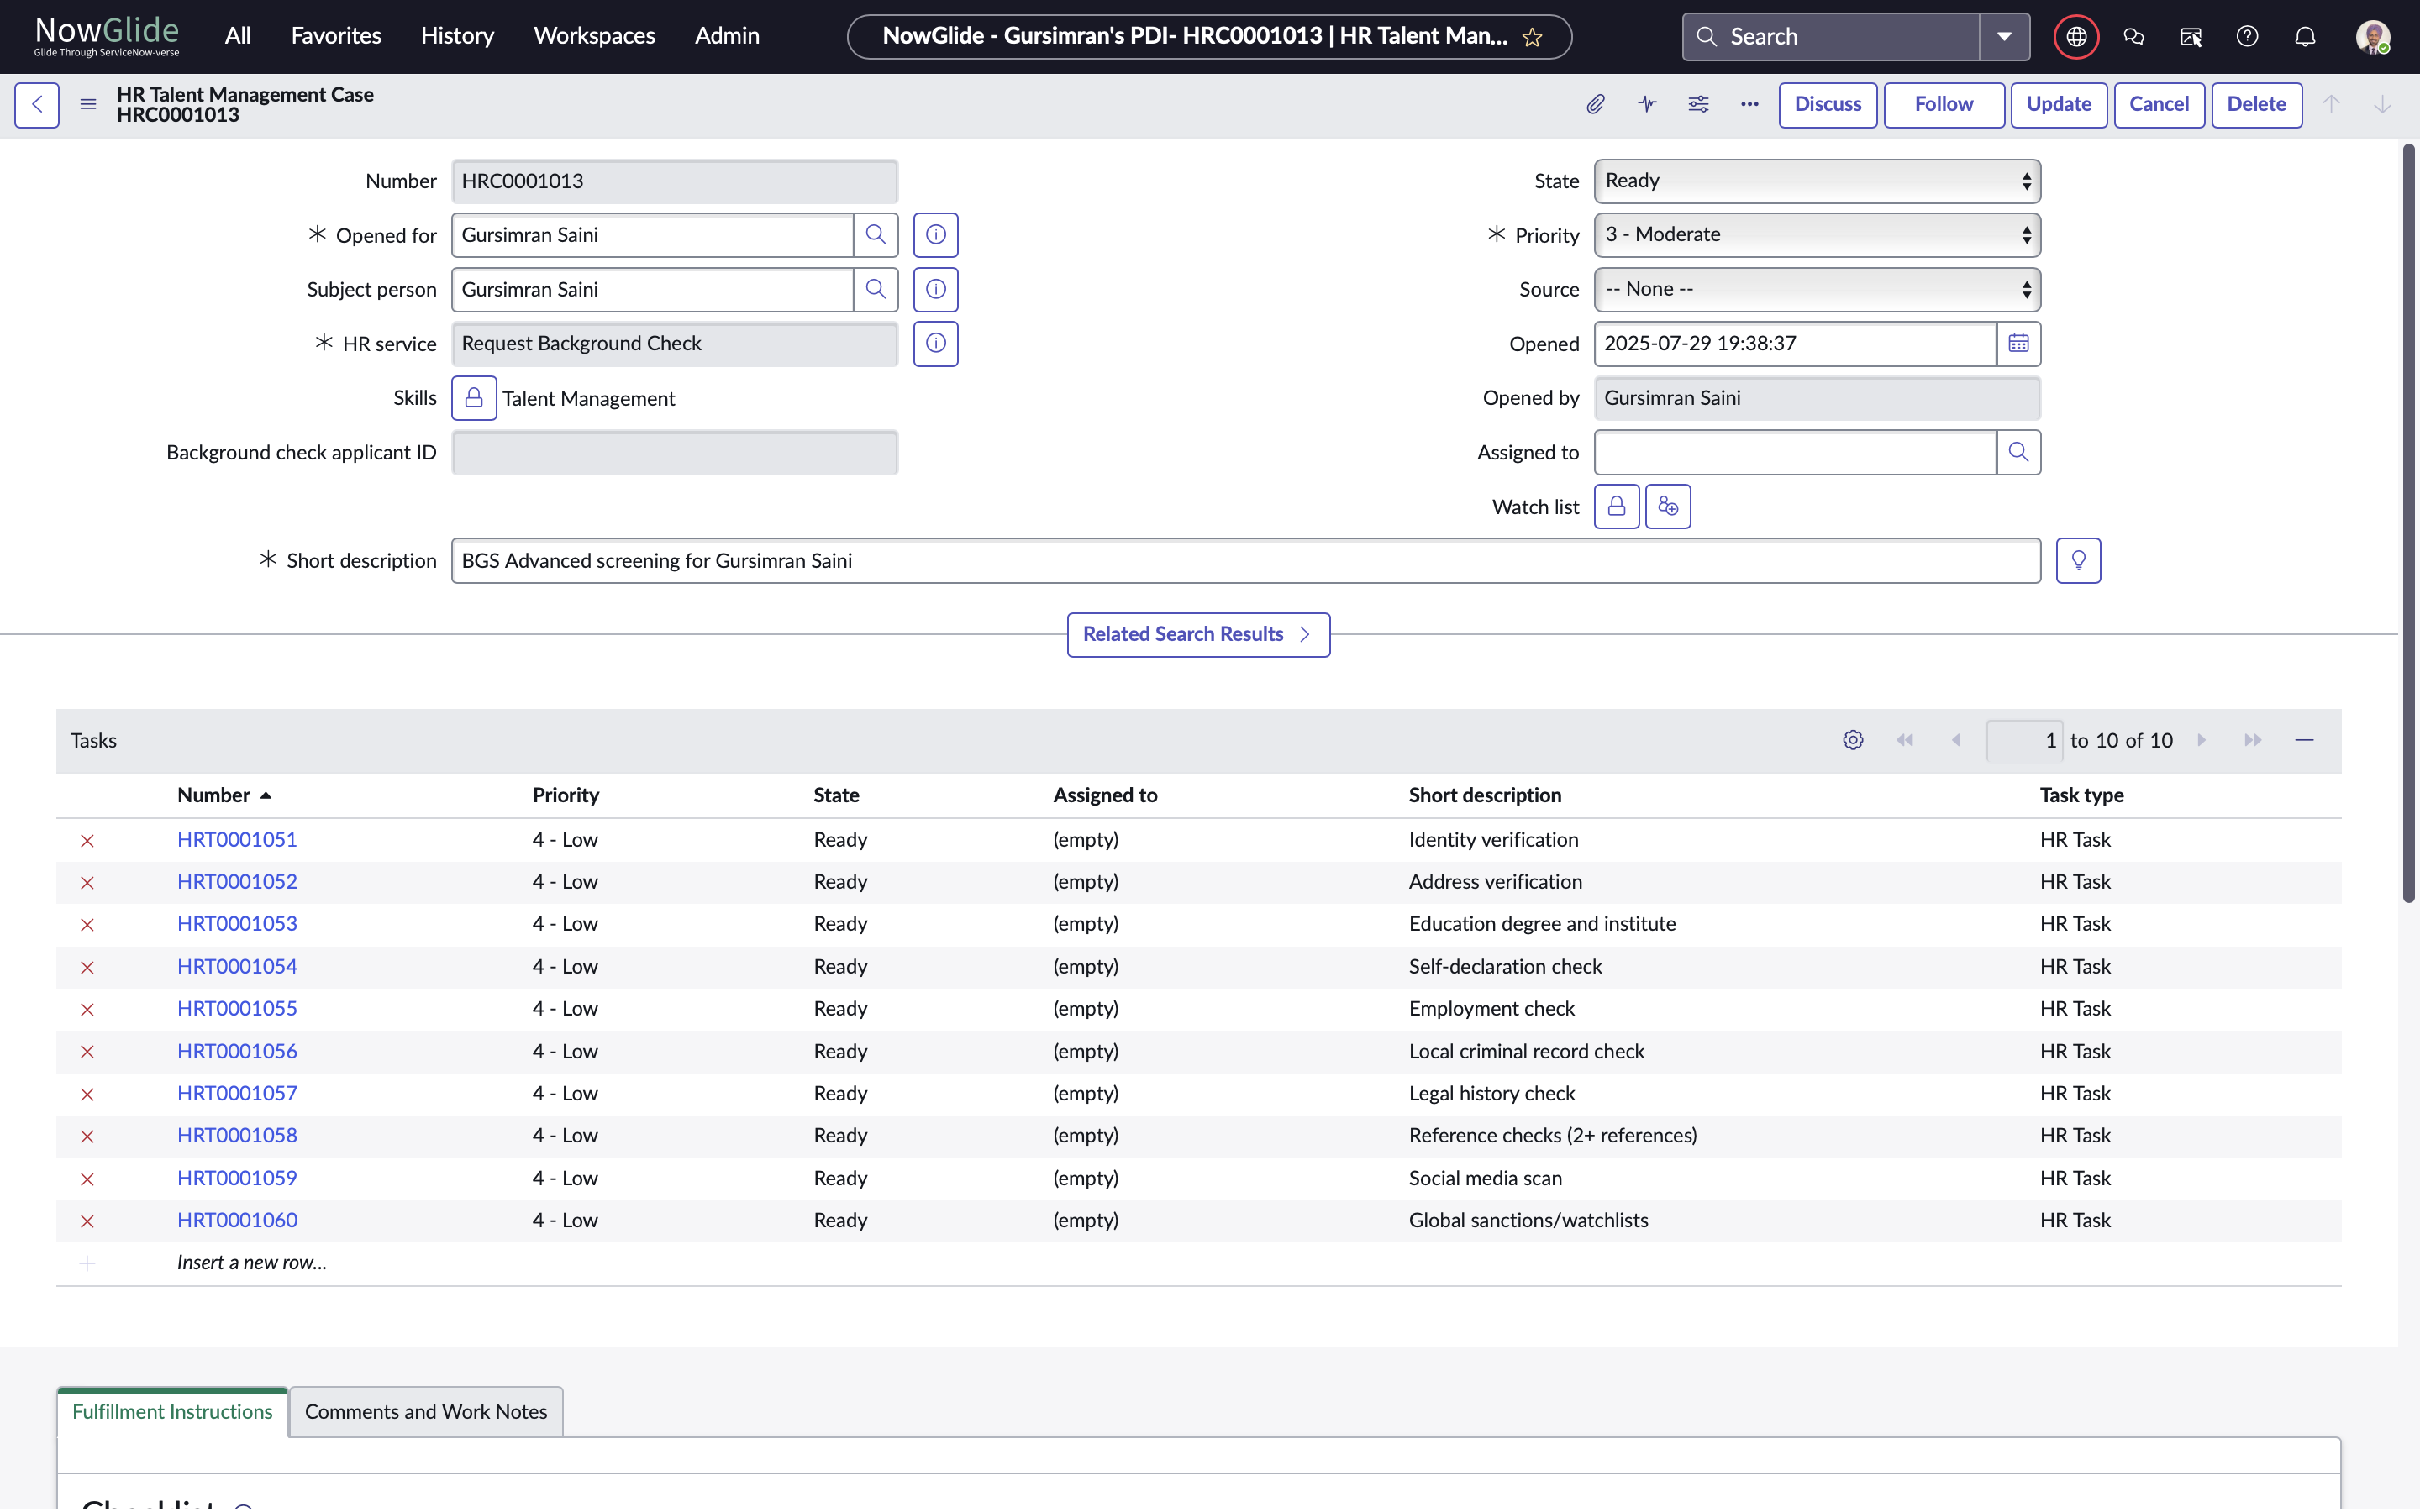 NowGlide
Glide Through ServiceNow-verse
All Favorites History Workspaces Admin
NowGlide - Gursimran's PDI- HRC0001013 | HR Talent Man...
Search
HR Talent Management Case
HRC0001013
Discuss Follow Update Cancel Delete
Number HRC0001013
State Ready
Opened for Gursimran Saini
Priority 3 - Moderate
Subject person Gursimran Saini
Source -- None --
HR service Request Background Check
Opened 2025-07-29 19:38:37
Skills Talent Management
Opened by Gursimran Saini
Background check applicant ID
Assigned to
Watch list
Short description BGS Advanced screening for Gursimran Saini
Related Search Results
Tasks 1 to 10 of 10
Number Priority State Assigned to Short description Task type
HRT0001051 4 - Low Ready (empty) Identity verification HR Task
HRT0001052 4 - Low Ready (empty) Address verification HR Task
HRT0001053 4 - Low Ready (empty) Education degree and institute HR Task
HRT0001054 4 - Low Ready (empty) Self-declaration check HR Task
HRT0001055 4 - Low Ready (empty) Employment check HR Task
HRT0001056 4 - Low Ready (empty) Local criminal record check HR Task
HRT0001057 4 - Low Ready (empty) Legal history check HR Task
HRT0001058 4 - Low Ready (empty) Reference checks (2+ references) HR Task
HRT0001059 4 - Low Ready (empty) Social media scan HR Task
HRT0001060 4 - Low Ready (empty) Global sanctions/watchlists HR Task
Insert a new row...
Fulfillment Instructions Comments and Work Notes
Checklist